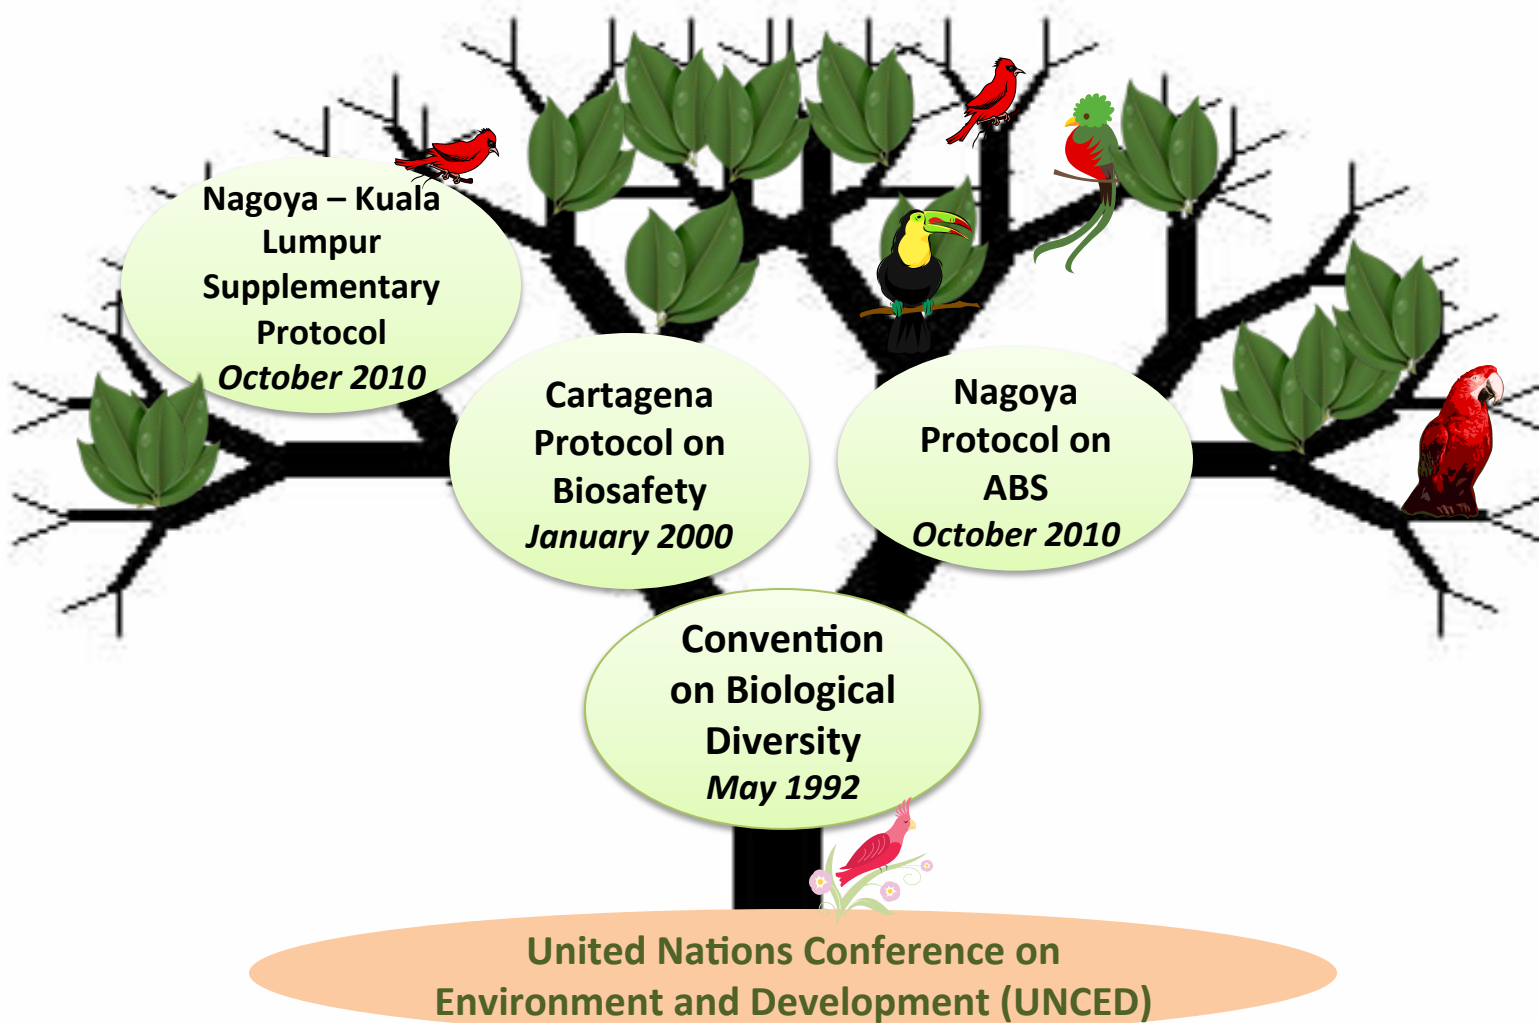 Nagoya – Kuala
Lumpur
Supplementary
Protocol
October 2010
Cartagena
Protocol on
Biosafety
January 2000
Nagoya
Protocol on
ABS
October 2010
Convention
on Biological
Diversity
May 1992
United Nations Conference on
Environment and Development (UNCED)